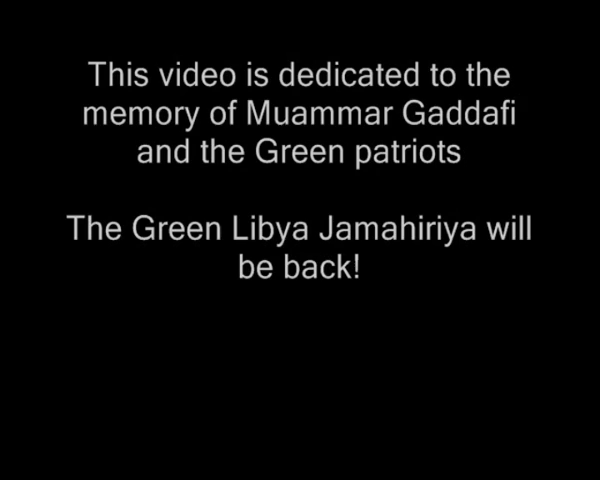 This video is dedicated to the
memory of Muammar Gaddafi
and the Green patriots
The Green Libya Jamahiriya will
be back!